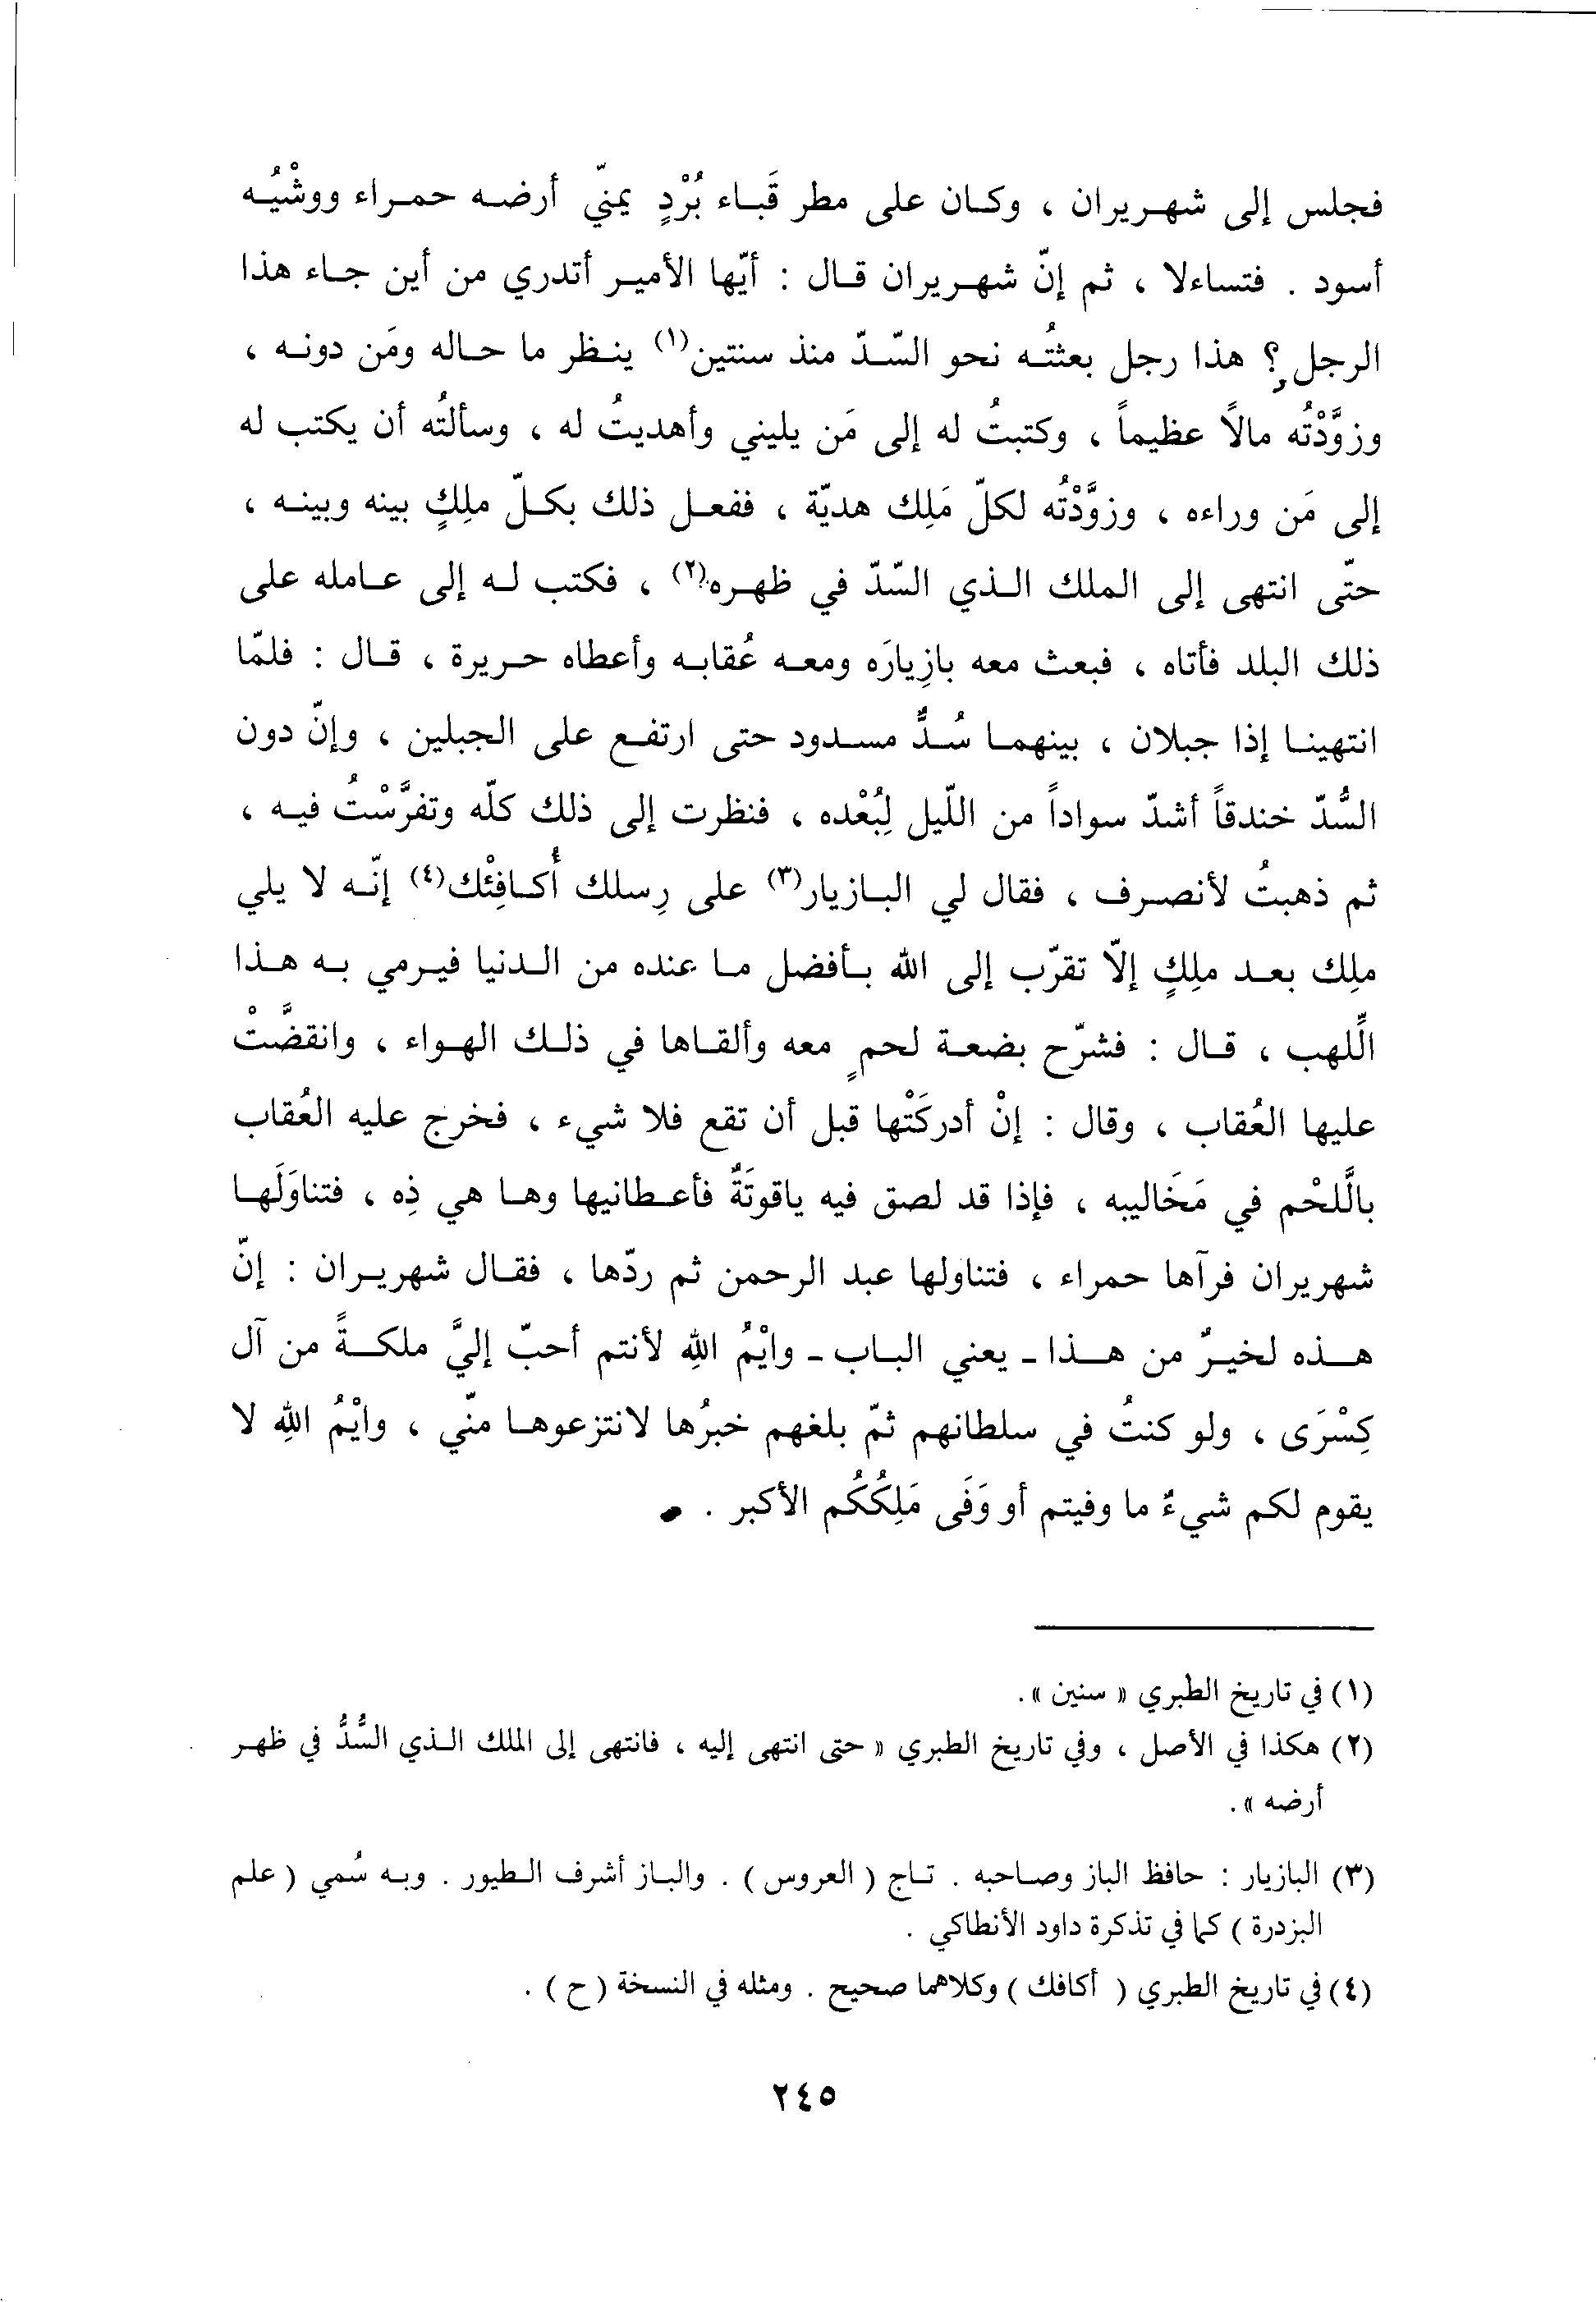 فجلس إلى شهريران ، وكان على مطر قَباء بُرْدٍ يمنيّ أرضه حمراء ووشْيُه
أسود . فتساءلا ، ثم إنّ شهريران قال : أيّها الأمير أتدري من أين جاء هذا
الرجل ؟ هذا رجل بعثتُه نحو السّدّ منذ سنتين(١) ينظر ما حاله ومَن دونه ،
وزوَّدْتُه مالاً عظيماً ، وكتبتُ له إلى مَن يليني وأهديتُ له ، وسألتُه أن يكتب له
إلى مَن وراءه ، وزوَّدْتُه لكلّ مَلِك هديّة ، ففعل ذلك بكلّ ملِكٍ بينه وبينه ،
حتّى انتهى إلى الملك الذي السّدّ في ظهره(٢) ، فكتب له إلى عامله على
ذلك البلد فأتاه ، فبعث معه بازِيارَه ومعه عُقابه وأعطاه حريرة ، قال : فلمّا
انتهينا إذا جبلان ، بينهما سُدٌّ مسدود حتى ارتفع على الجبلين ، وإنّ دون
السُّدّ خندقاً أشدّ سواداً من اللّيل لِبُعْده ، فنظرت إلى ذلك كلّه وتفرَّسْتُ فيه ،
ثم ذهبتُ لأنصرف ، فقال لي البازيار(٣) على رِسلك أُكافِئْك(٤) إنّه لا يلي
ملِك بعد ملِكٍ إلاّ تقرّب إلى الله بأفضل ما عنده من الدنيا فيرمي به هذا
الِّلهب ، قال : فشرّح بضعة لحمٍ معه وألقاها في ذلك الهواء ، وانقضَّتْ
عليها العُقاب ، وقال : إنْ أدركَتْها قبل أن تقع فلا شيء ، فخرج عليه العُقاب
بالَّلحْم في مَخَاليبه ، فإذا قد لصق فيه ياقوتَةٌ فأعطانيها وها هي ذِه ، فتناوَلَها
شهريران فرآها حمراء ، فتناولها عبد الرحمن ثم ردّها ، فقال شهريران : إنّ
هذه لخيرٌ من هذا ـ يعني الباب ـ وايْمُ اللهِ لأنتم أحبّ إليَّ ملكةً من آل
كِسْرَى ، ولو كنتُ في سلطانهم ثمّ بلغهم خبرُها لانتزعوها منّي ، وايْمُ اللهِ لا
يقوم لكم شيءٌ ما وفيتم أو وَفَى مَلِكُكُم الأكبر .
(١) في تاريخ الطبري « سنين ».
(٢) هكذا في الأصل ، وفي تاريخ الطبري « حتى انتهى إليه ، فانتهى إلى الملك الذي السُّدُّ في ظهر
أرضه ».
(٣) البازيار : حافظ الباز وصاحبه . تاج ( العروس ) . والباز أشرف الطيور . وبه سُمي ( علم
البزدرة ) كما في تذكرة داود الأنطاكي .
(٤) في تاريخ الطبري ( أكافك ) وكلاهما صحيح . ومثله في النسخة ( ح ) .
٢٤٥